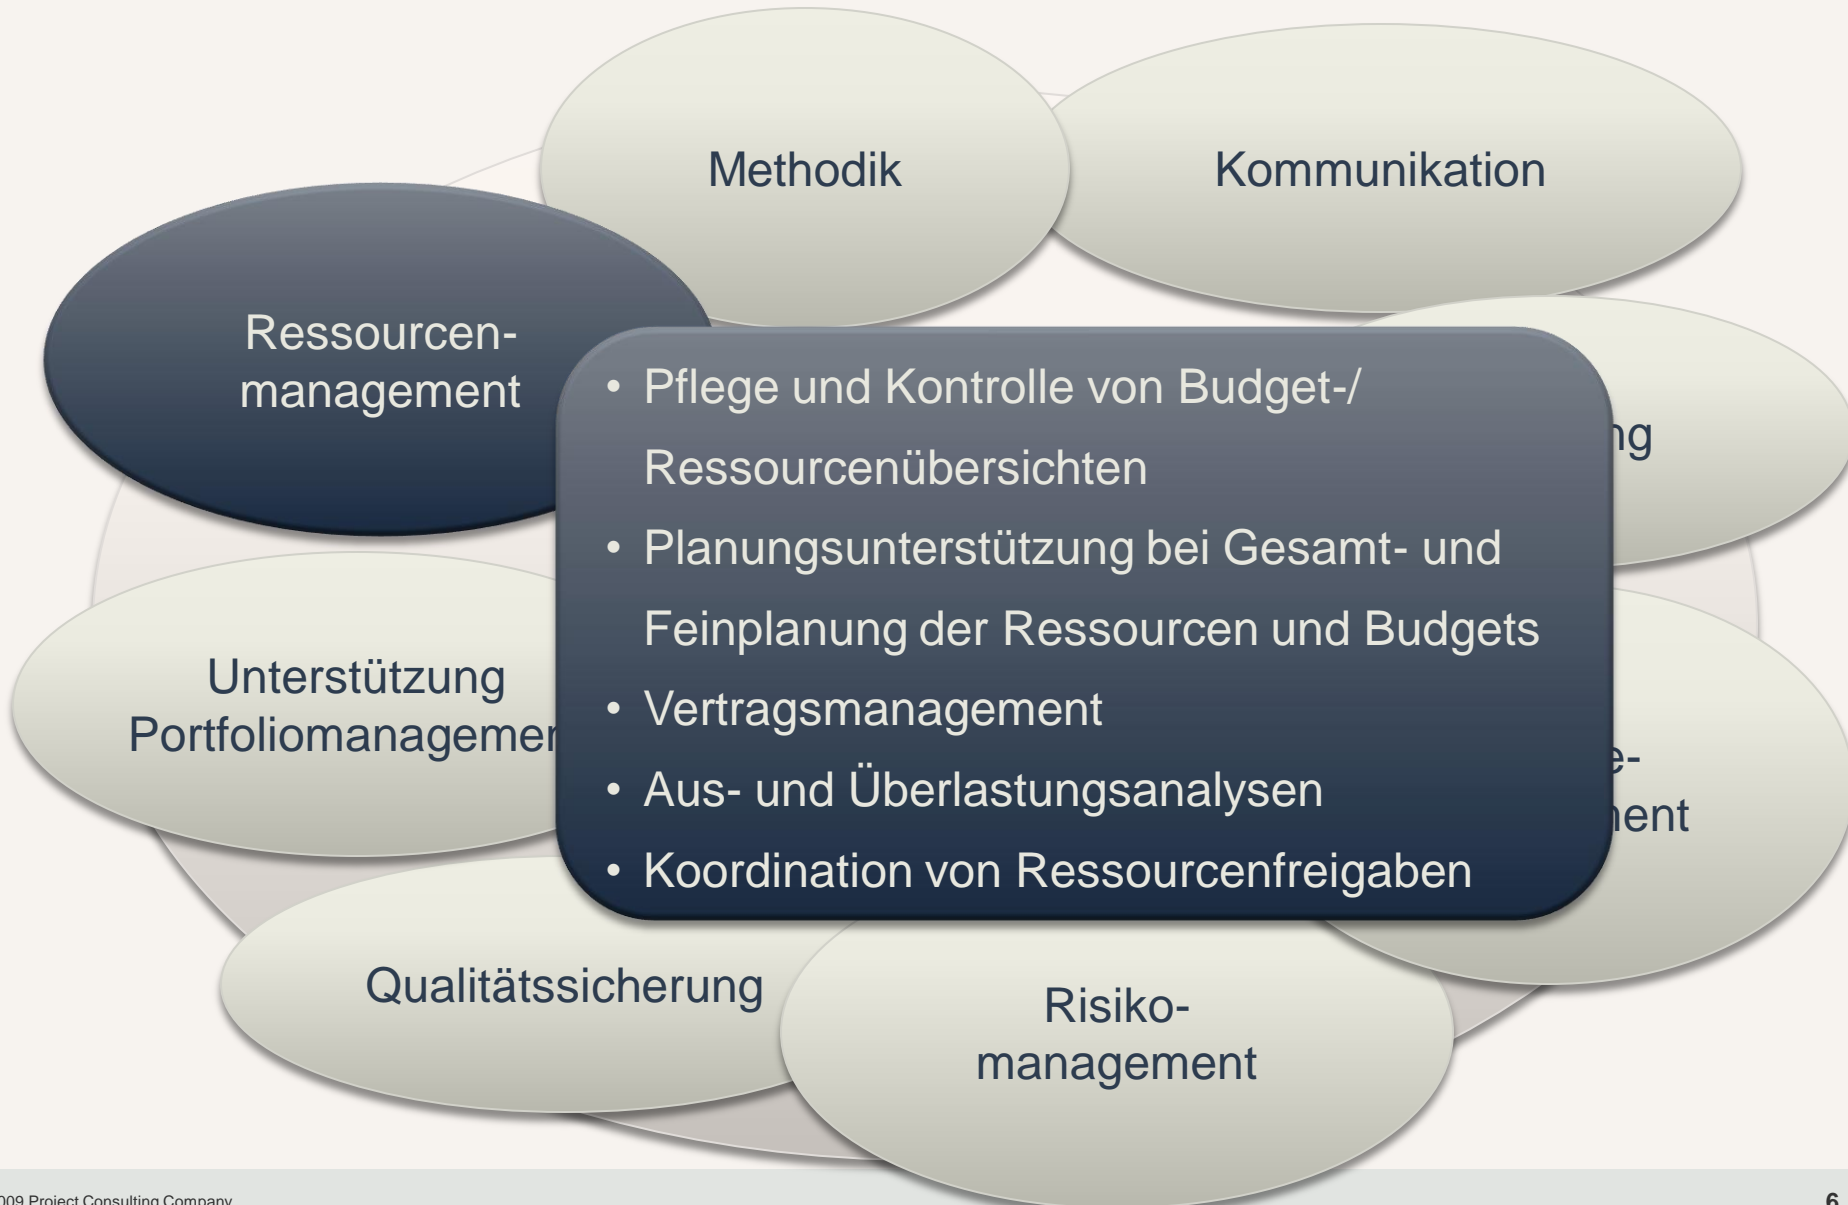 Methodik
Kommunikation
Ressourcen-
management
• Pflege und Kontrolle von Budget-/
Ressourcenübersichten
• Planungsunterstützung bei Gesamt- und
Feinplanung der Ressourcen und Budgets
• Vertragsmanagement
• Aus- und Überlastungsanalysen
• Koordination von Ressourcenfreigaben
Unterstützung
Qualitätssicherung
Risiko-
management
Project Consulting Company
6